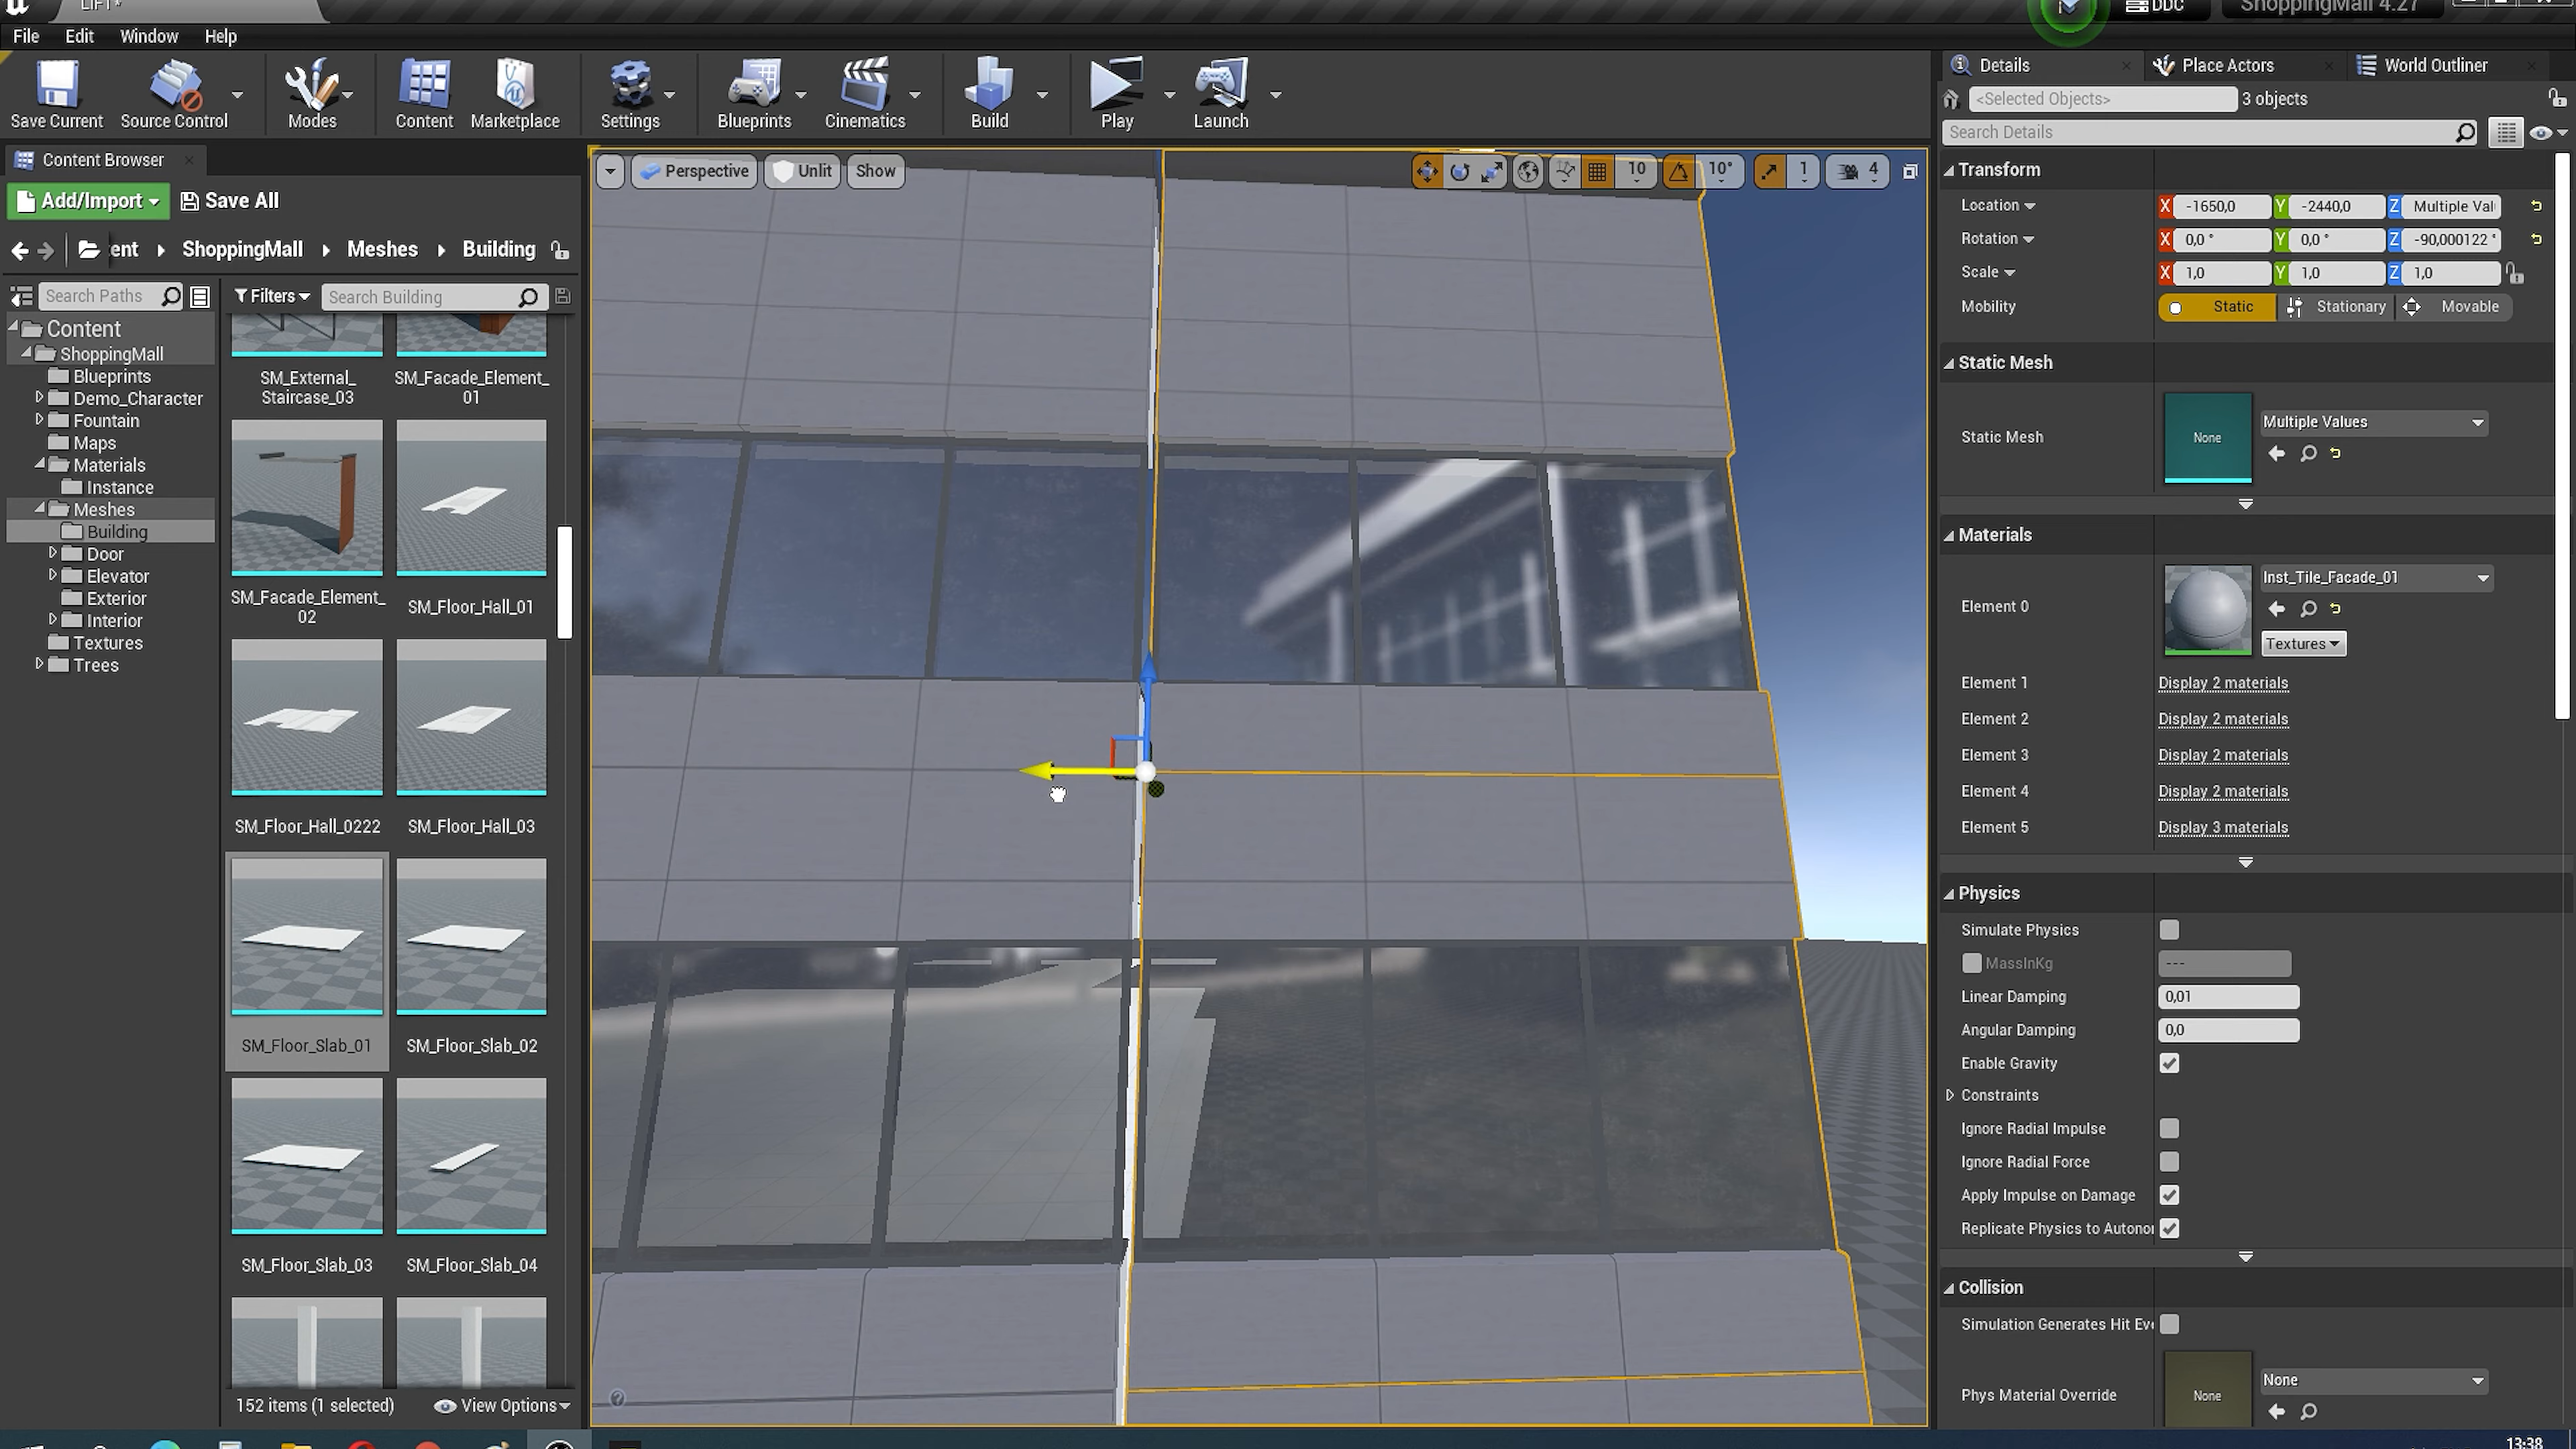 LIFT*
DDC
ShoppingMall 4.27
File Edit Window Help
Save Current
Source Control
Modes
Content
Marketplace
Settings
Blueprints
Cinematics
Build
Play
Launch
Content Browser
Add/Import
Save All
ent
ShoppingMall
Meshes
Building
Search Paths
Filters
Search Building
Content
ShoppingMall
Blueprints
Demo_Character
Fountain
Maps
Materials
Instance
Meshes
Building
Door
Elevator
Exterior
Interior
Textures
Trees
SM_External_
Staircase_03
SM_Facade_Element_
01
SM_Facade_Element_
02
SM_Floor_Hall_01
SM_Floor_Hall_0222
SM_Floor_Hall_03
SM_Floor_Slab_01
SM_Floor_Slab_02
SM_Floor_Slab_03
SM_Floor_Slab_04
152 items (1 selected)
View Options
Perspective
Unlit
Show
10
10°
1
4
Details
Place Actors
World Outliner
<Selected Objects>
3 objects
Search Details
Transform
Location X -1650,0 Y -2440,0 Z Multiple Val
Rotation X 0,0 ° Y 0,0 ° Z -90,000122 °
Scale X 1,0 Y 1,0 Z 1,0
Mobility Static Stationary Movable
Static Mesh
Static Mesh
None
Multiple Values
Materials
Element 0
Inst_Tile_Facade_01
Textures
Element 1 Display 2 materials
Element 2 Display 2 materials
Element 3 Display 2 materials
Element 4 Display 2 materials
Element 5 Display 3 materials
Physics
Simulate Physics
MassInKg ---
Linear Damping 0,01
Angular Damping 0,0
Enable Gravity
Constraints
Ignore Radial Impulse
Ignore Radial Force
Apply Impulse on Damage
Replicate Physics to Autonor
Collision
Simulation Generates Hit Eve
Phys Material Override
None
None
13:38